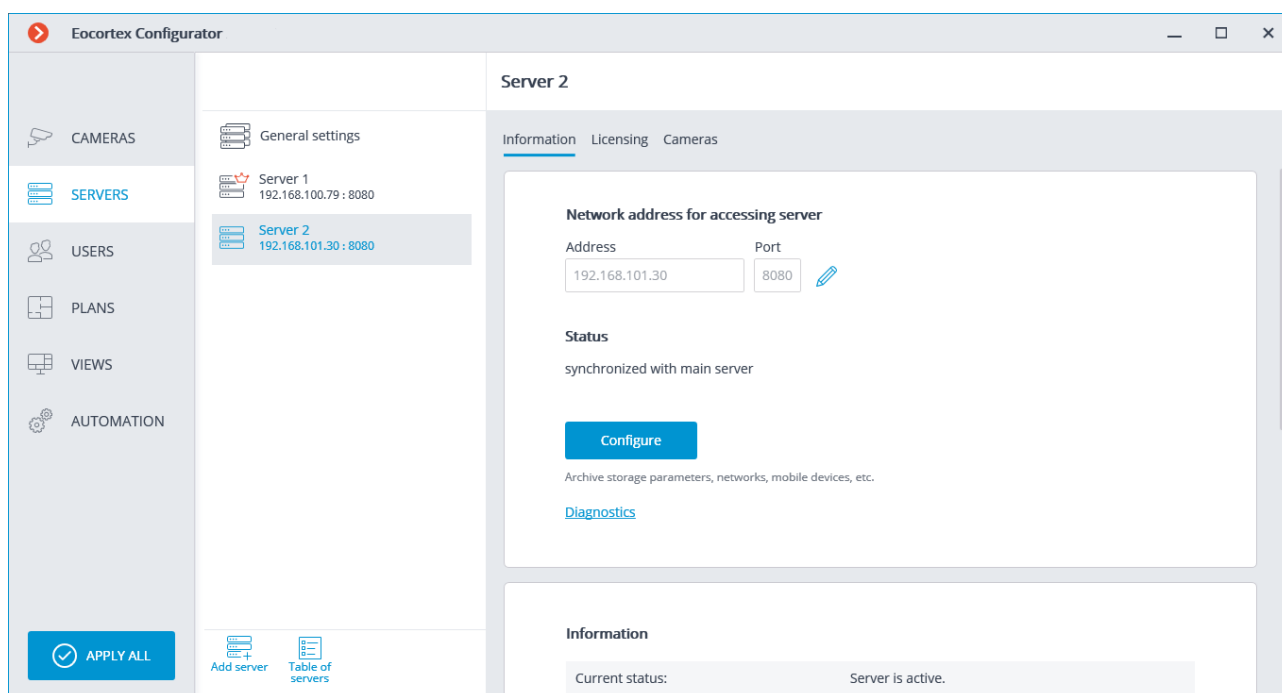 Eocortex Configurator
CAMERAS
SERVERS
USERS
PLANS
VIEWS
AUTOMATION
APPLY ALL
General settings
Server 1
192.168.100.79 : 8080
Server 2
192.168.101.30 : 8080
Add server
Table of
servers
Server 2
Information Licensing Cameras
Network address for accessing server
Address Port
192.168.101.30 8080
Status
synchronized with main server
Configure
Archive storage parameters, networks, mobile devices, etc.
Diagnostics
Information
Current status: Server is active.